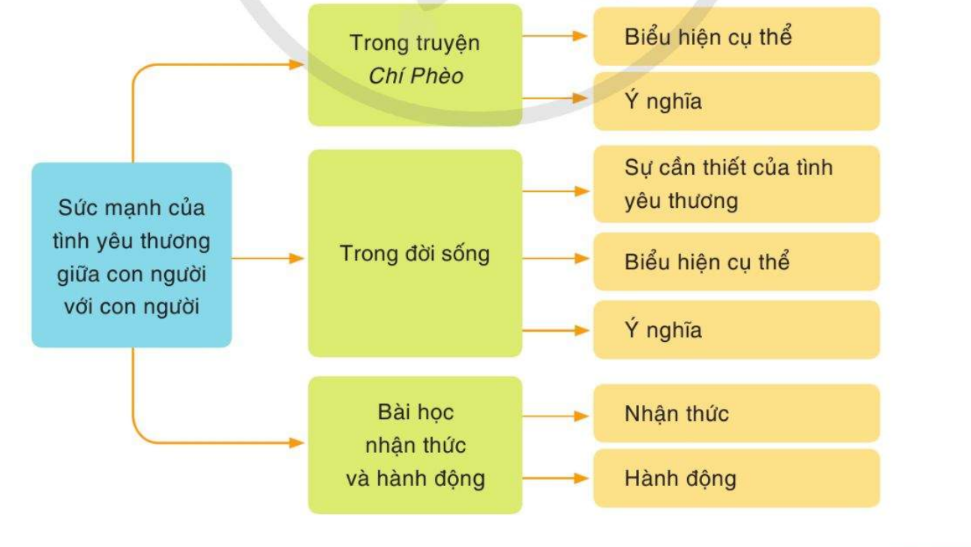 Sức mạnh của
tình yêu thương
giữa con người
với con người
Trong truyện
Chí Phèo
Biểu hiện cụ thể
Ý nghĩa
Trong đời sống
Sự cần thiết của tình
yêu thương
Biểu hiện cụ thể
Ý nghĩa
Bài học
nhận thức
và hành động
Nhận thức
Hành động